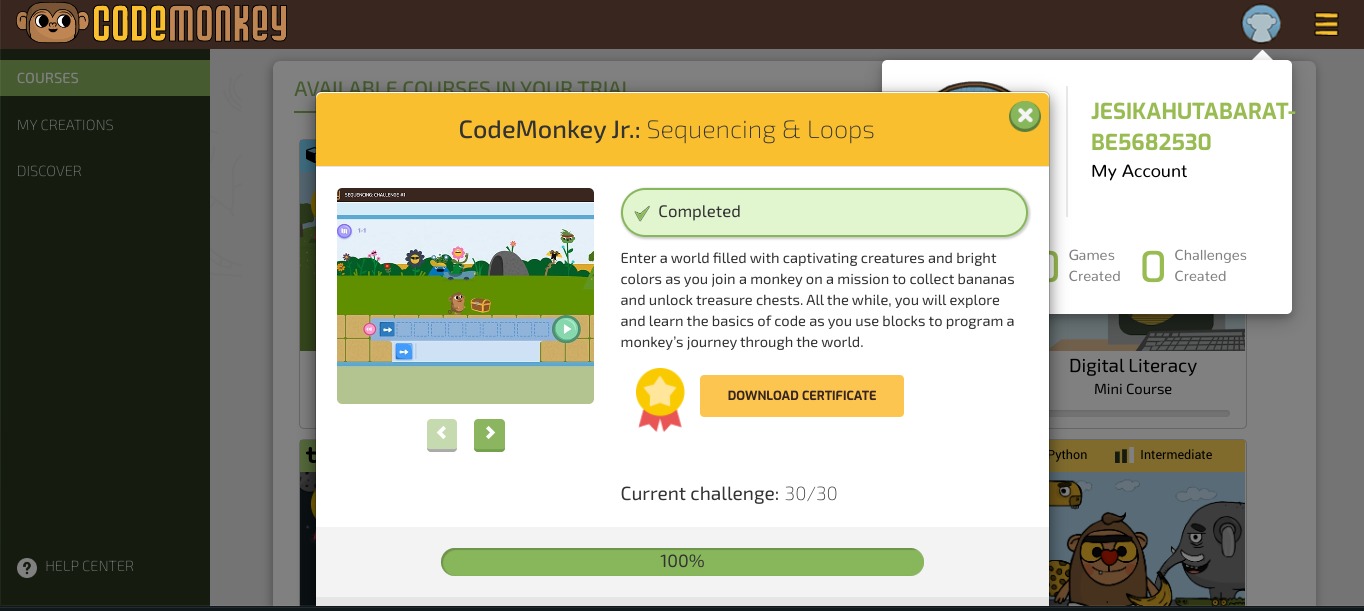 CODEMONKEY
COURSES
MY CREATIONS
DISCOVER
HELP CENTER
AVAILABLE COURSES IN YOUR TRIAL
CodeMonkey Jr.: Sequencing & Loops
SEQUENCING: CHALLENGE #1
1-1
Completed
Enter a world filled with captivating creatures and bright
colors as you join a monkey on a mission to collect bananas
and unlock treasure chests. All the while, you will explore
and learn the basics of code as you use blocks to program a
monkey's journey through the world.
DOWNLOAD CERTIFICATE
Current challenge: 30/30
100%
JESIKAHUTABARAT-
BE5682530
My Account
0 Games
Created
0 Challenges
Created
Digital Literacy
Mini Course
Python
Intermediate